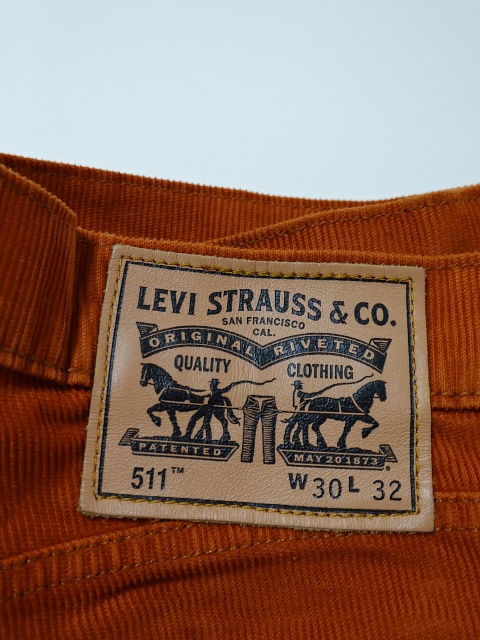 LEVI STRAUSS & CO.
SAN FRANCISCO
CAL.
ORIGINAL RIVETED
QUALITY CLOTHING
PATENTED MAY 20 1873
511™ W 30 L 32